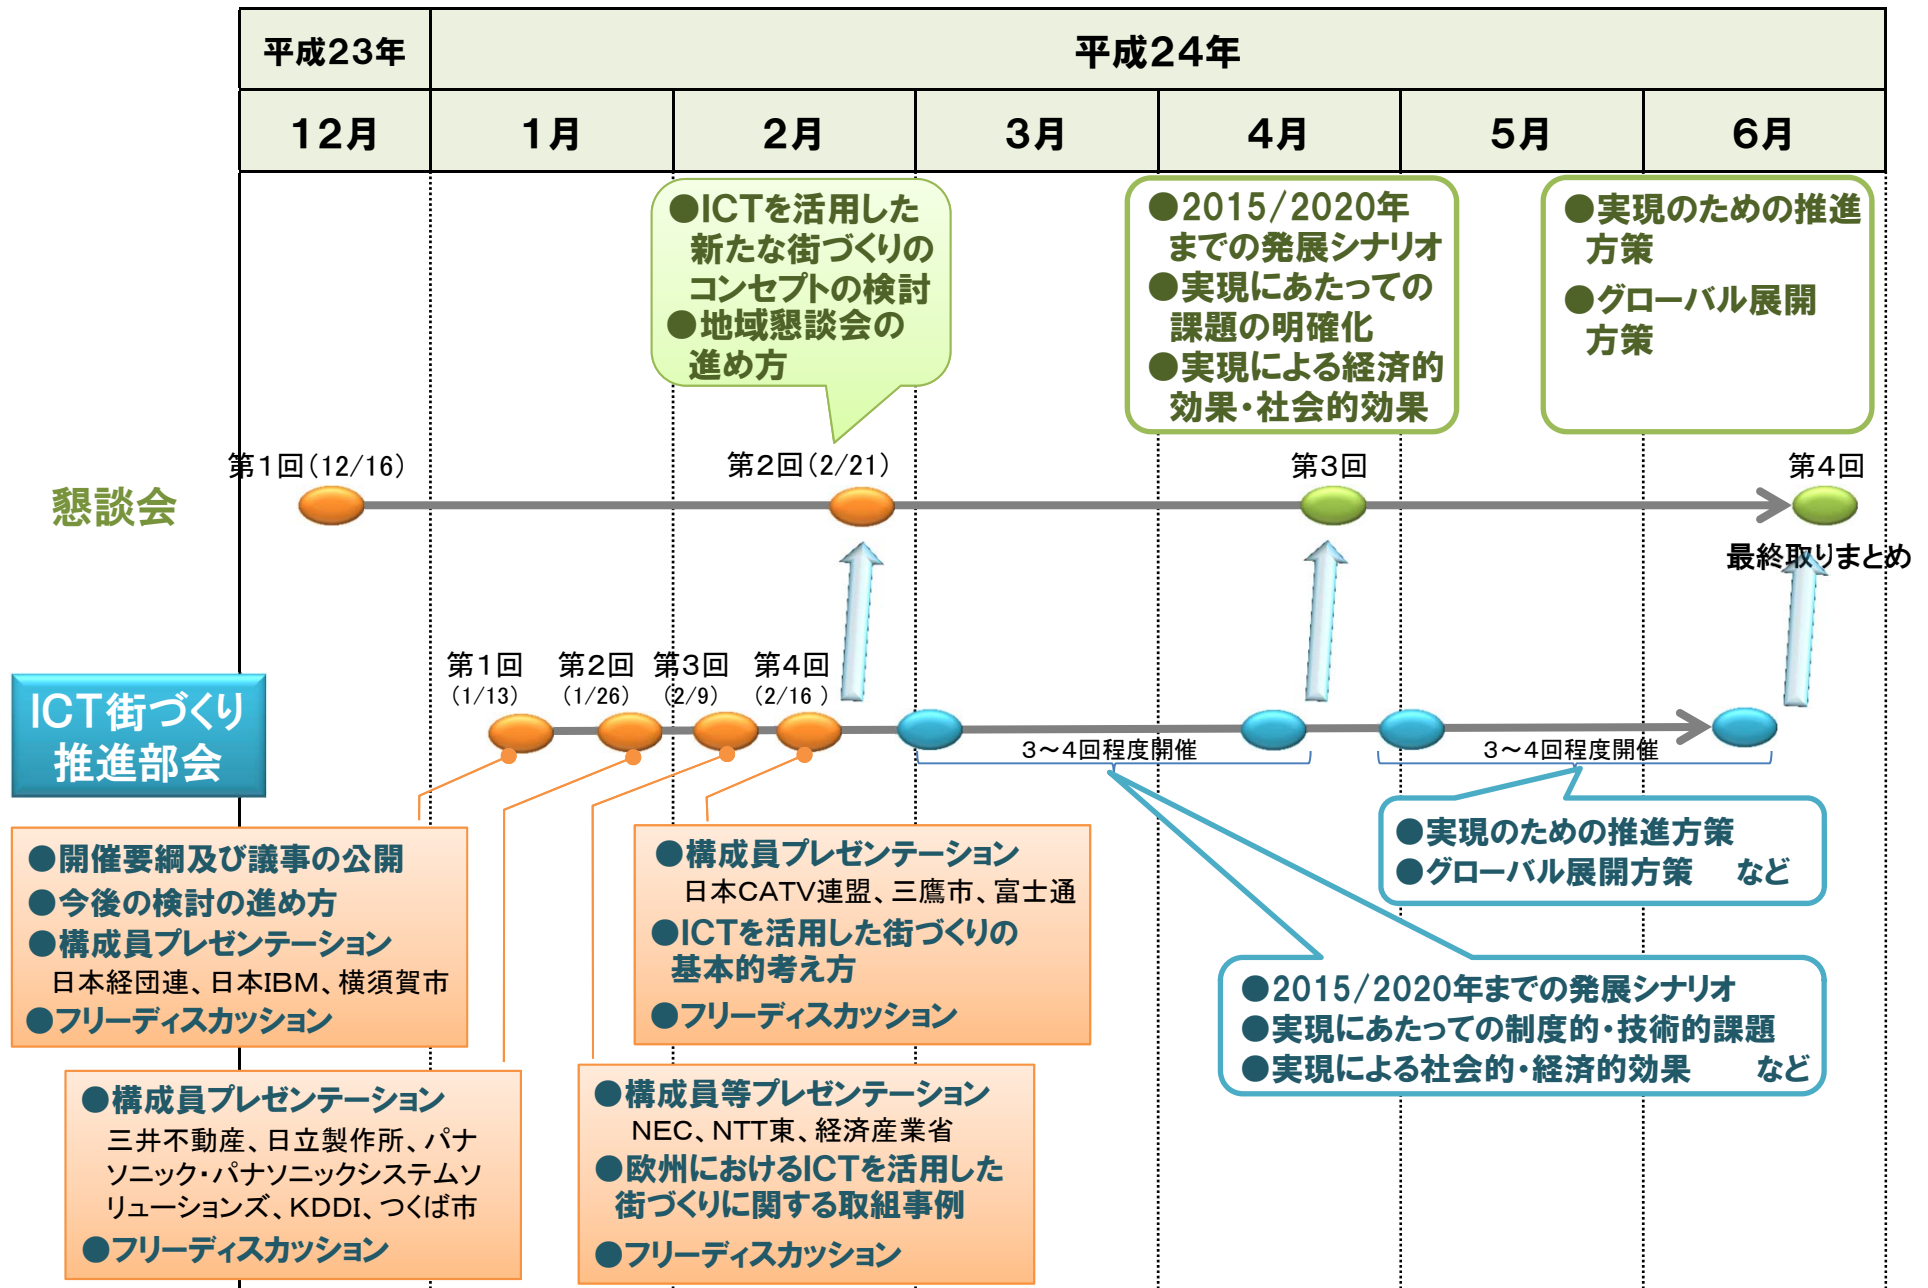 平成23年
平成24年
12月
1月
2月
3月
4月
5月
6月
●ICTを活用した
新たな街づくりの
コンセプトの検討
●地域懇談会の
進め方
●2015/2020年
までの発展シナリオ
●実現にあたっての
課題の明確化
●実現による経済的
効果・社会的効果
●実現のための推進
方策
●グローバル展開
方策
懇談会
第1回(12/16)
第2回(2/21)
第3回
第4回
最終取りまとめ
ICT街づくり
推進部会
第1回
(1/13)
第2回
(1/26)
第3回
(2/9)
第4回
(2/16 )
3～4回程度開催
3～4回程度開催
●開催要綱及び議事の公開
●今後の検討の進め方
●構成員プレゼンテーション
日本経団連、日本IBM、横須賀市
●フリーディスカッション
●構成員プレゼンテーション
三井不動産、日立製作所、パナ
ソニック・パナソニックシステムソ
リューションズ、KDDI、つくば市
●フリーディスカッション
●構成員等プレゼンテーション
NEC、NTT東、経済産業省
●欧州におけるICTを活用した
街づくりに関する取組事例
●フリーディスカッション
●構成員プレゼンテーション
日本CATV連盟、三鷹市、富士通
●ICTを活用した街づくりの
基本的考え方
●フリーディスカッション
●2015/2020年までの発展シナリオ
●実現にあたっての制度的・技術的課題
●実現による社会的・経済的効果　など
●実現のための推進方策
●グローバル展開方策　など